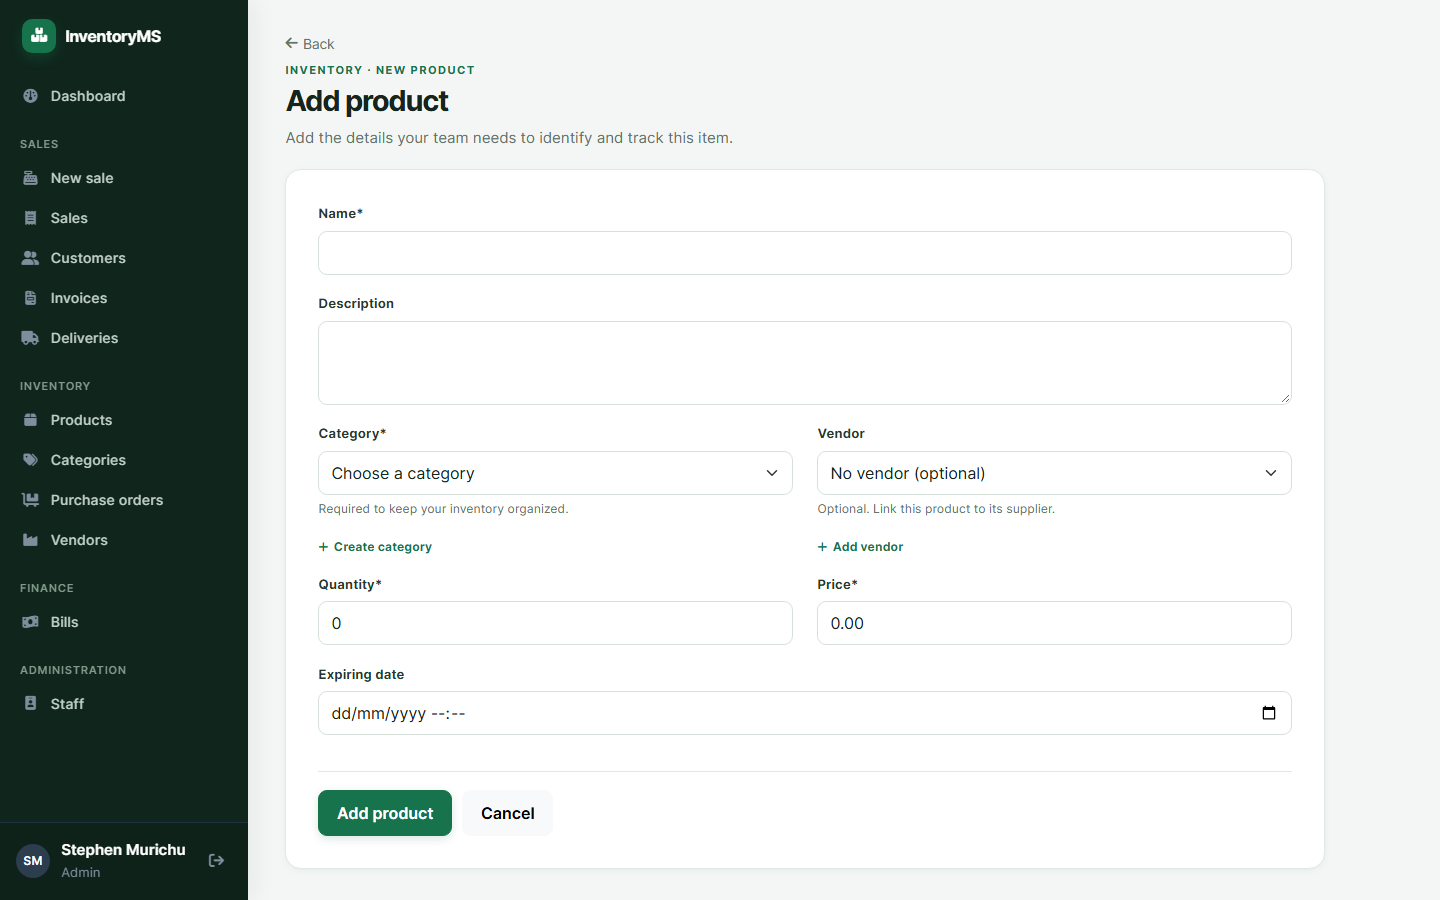 InventoryMS
Dashboard
SALES
New sale
Sales
Customers
Invoices
Deliveries
INVENTORY
Products
Categories
Purchase orders
Vendors
FINANCE
Bills
ADMINISTRATION
Staff
SM
Stephen Murichu
Admin
Back
INVENTORY · NEW PRODUCT
Add product
Add the details your team needs to identify and track this item.
Name*
Description
Category*
Vendor
Choose a category
No vendor (optional)
Required to keep your inventory organized.
Optional. Link this product to its supplier.
+ Create category
+ Add vendor
Quantity*
Price*
0
0.00
Expiring date
dd/mm/yyyy --:--
Add product
Cancel